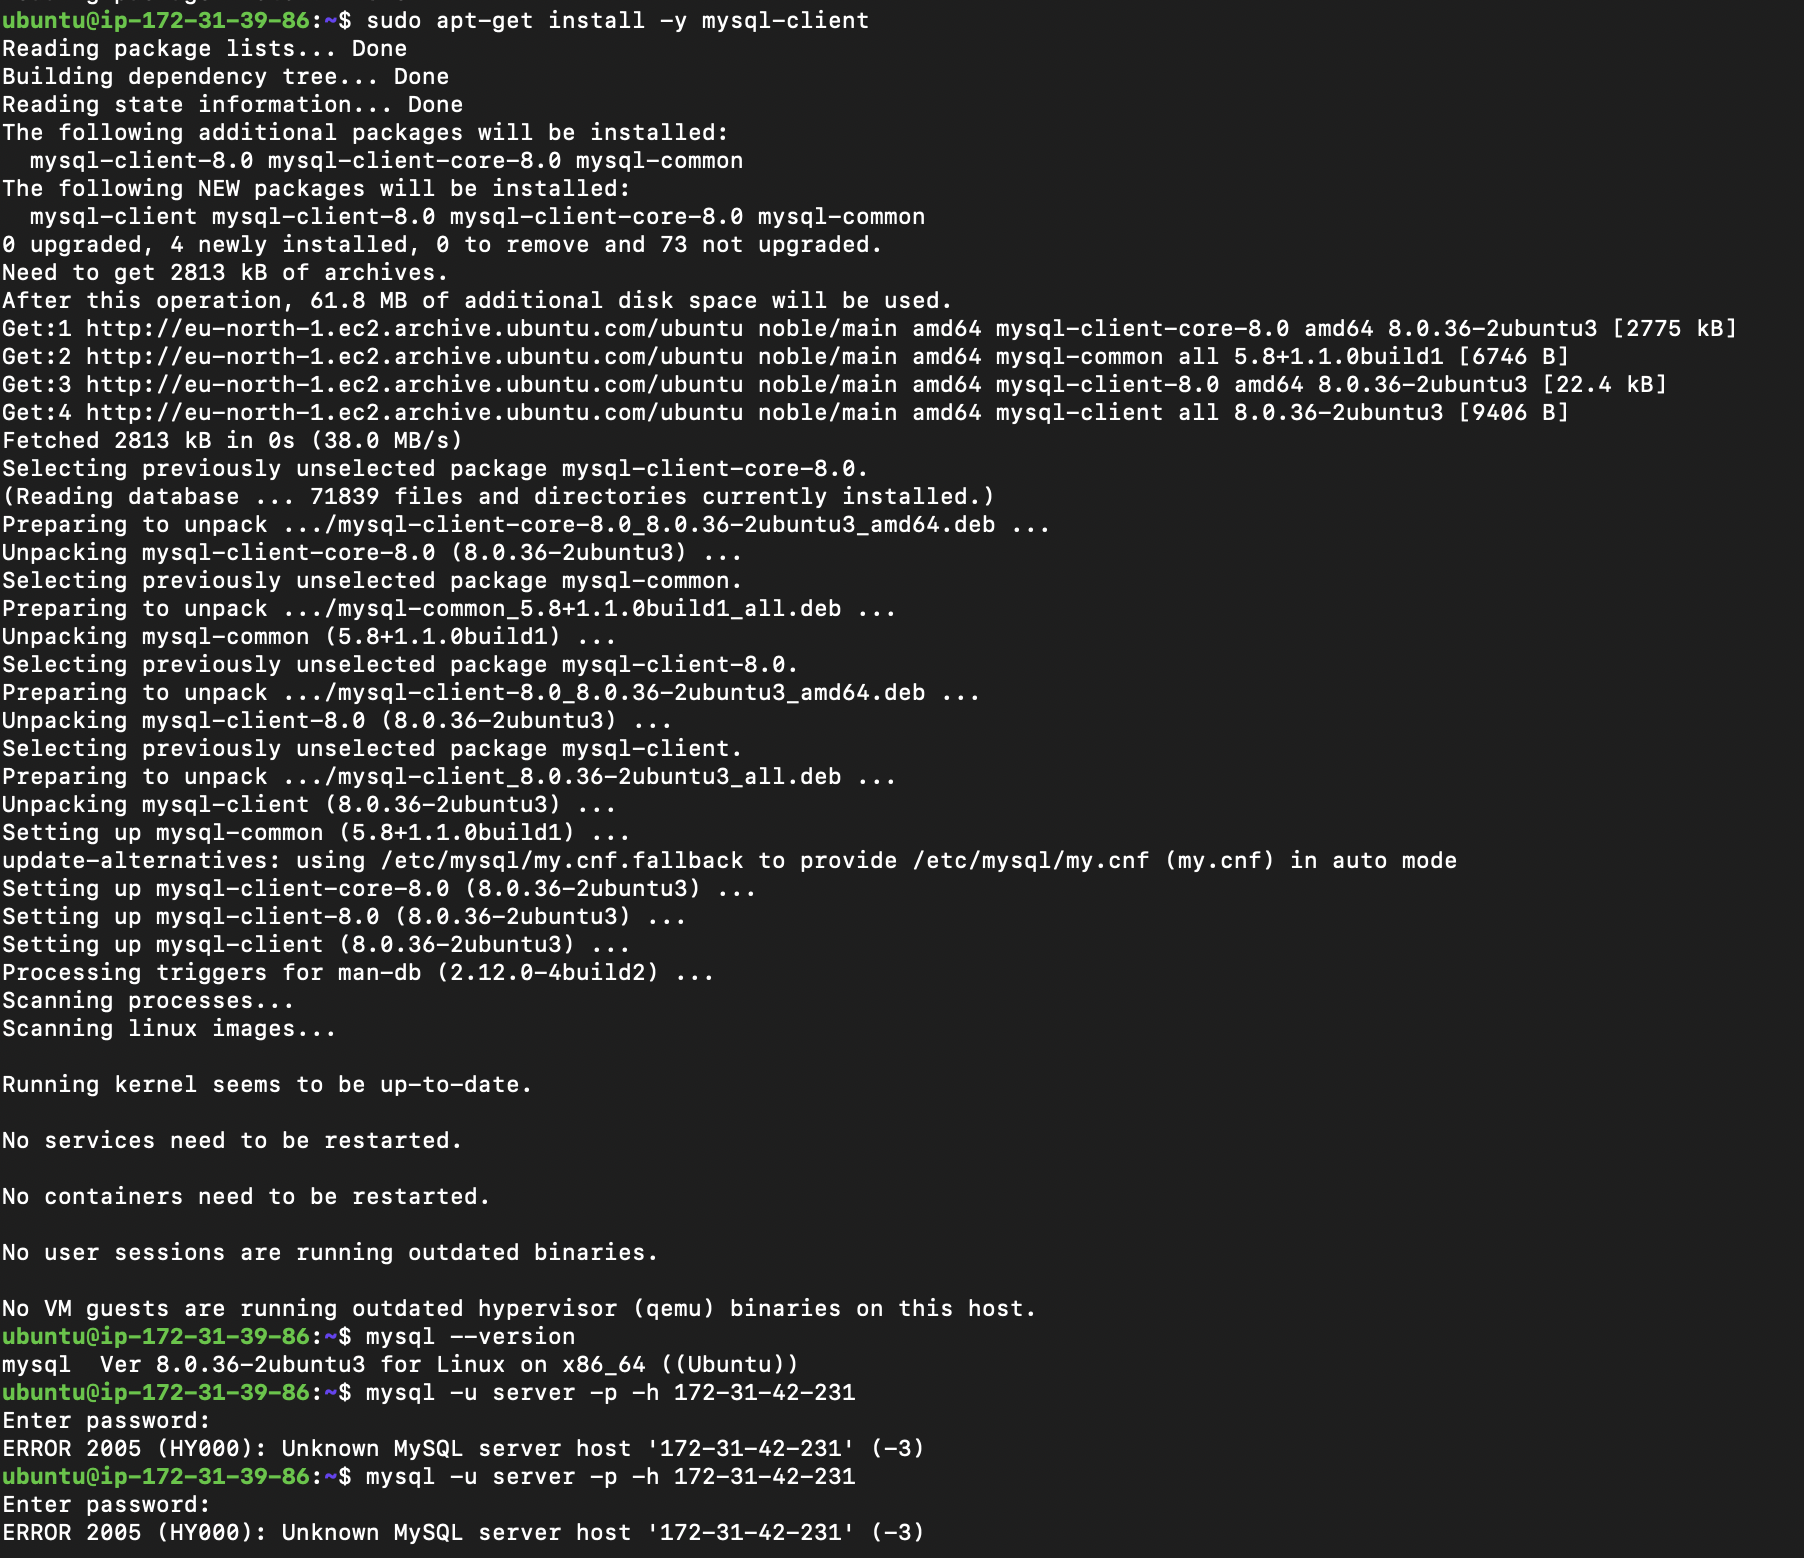 ubuntu@ip-172-31-39-86:~$ sudo apt-get install -y mysql-client
Reading package lists... Done
Building dependency tree... Done
Reading state information... Done
The following additional packages will be installed:
  mysql-client-8.0 mysql-client-core-8.0 mysql-common
The following NEW packages will be installed:
  mysql-client mysql-client-8.0 mysql-client-core-8.0 mysql-common
0 upgraded, 4 newly installed, 0 to remove and 73 not upgraded.
Need to get 2813 kB of archives.
After this operation, 61.8 MB of additional disk space will be used.
Get:1 http://eu-north-1.ec2.archive.ubuntu.com/ubuntu noble/main amd64 mysql-client-core-8.0 amd64 8.0.36-2ubuntu3 [2775 kB]
Get:2 http://eu-north-1.ec2.archive.ubuntu.com/ubuntu noble/main amd64 mysql-common all 5.8+1.1.0build1 [6746 B]
Get:3 http://eu-north-1.ec2.archive.ubuntu.com/ubuntu noble/main amd64 mysql-client-8.0 amd64 8.0.36-2ubuntu3 [22.4 kB]
Get:4 http://eu-north-1.ec2.archive.ubuntu.com/ubuntu noble/main amd64 mysql-client all 8.0.36-2ubuntu3 [9406 B]
Fetched 2813 kB in 0s (38.0 MB/s)
Selecting previously unselected package mysql-client-core-8.0.
(Reading database ... 71839 files and directories currently installed.)
Preparing to unpack .../mysql-client-core-8.0_8.0.36-2ubuntu3_amd64.deb ...
Unpacking mysql-client-core-8.0 (8.0.36-2ubuntu3) ...
Selecting previously unselected package mysql-common.
Preparing to unpack .../mysql-common_5.8+1.1.0build1_all.deb ...
Unpacking mysql-common (5.8+1.1.0build1) ...
Selecting previously unselected package mysql-client-8.0.
Preparing to unpack .../mysql-client-8.0_8.0.36-2ubuntu3_amd64.deb ...
Unpacking mysql-client-8.0 (8.0.36-2ubuntu3) ...
Selecting previously unselected package mysql-client.
Preparing to unpack .../mysql-client_8.0.36-2ubuntu3_all.deb ...
Unpacking mysql-client (8.0.36-2ubuntu3) ...
Setting up mysql-common (5.8+1.1.0build1) ...
update-alternatives: using /etc/mysql/my.cnf.fallback to provide /etc/mysql/my.cnf (my.cnf) in auto mode
Setting up mysql-client-core-8.0 (8.0.36-2ubuntu3) ...
Setting up mysql-client-8.0 (8.0.36-2ubuntu3) ...
Setting up mysql-client (8.0.36-2ubuntu3) ...
Processing triggers for man-db (2.12.0-4build2) ...
Scanning processes...
Scanning linux images...
Running kernel seems to be up-to-date.
No services need to be restarted.
No containers need to be restarted.
No user sessions are running outdated binaries.
No VM guests are running outdated hypervisor (qemu) binaries on this host.
ubuntu@ip-172-31-39-86:~$ mysql --version
mysql  Ver 8.0.36-2ubuntu3 for Linux on x86_64 ((Ubuntu))
ubuntu@ip-172-31-39-86:~$ mysql -u server -p -h 172-31-42-231
Enter password:
ERROR 2005 (HY000): Unknown MySQL server host '172-31-42-231' (-3)
ubuntu@ip-172-31-39-86:~$ mysql -u server -p -h 172-31-42-231
Enter password:
ERROR 2005 (HY000): Unknown MySQL server host '172-31-42-231' (-3)